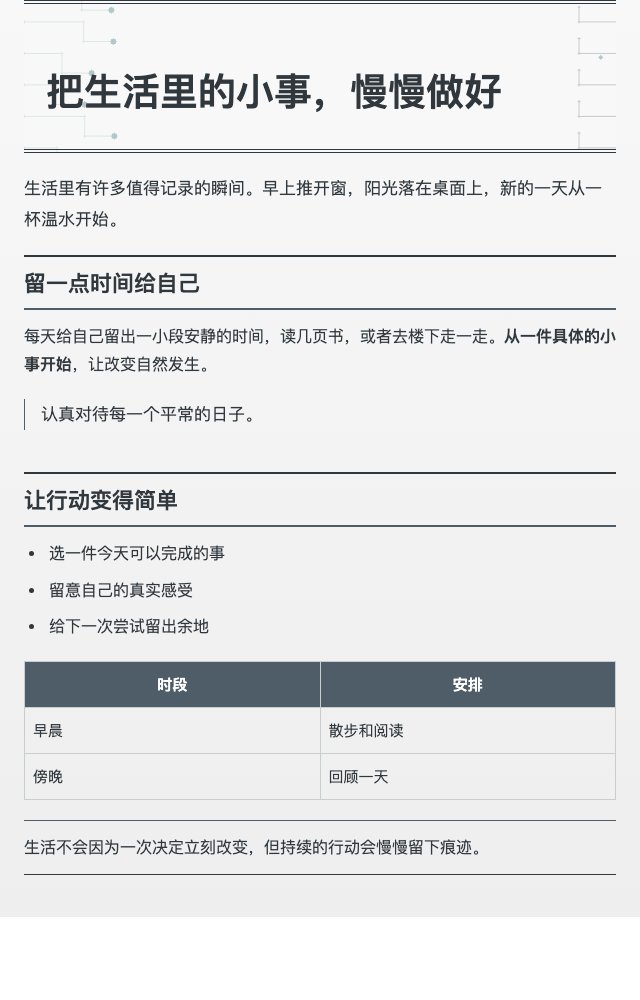 把生活里的小事，慢慢做好
生活里有许多值得记录的瞬间。早上推开窗，阳光落在桌面上，新的一天从一
杯温水开始。
留一点时间给自己
每天给自己留出一小段安静的时间，读几页书，或者去楼下走一走。从一件具体的小
事开始，让改变自然发生。
认真对待每一个平常的日子。
让行动变得简单
• 选一件今天可以完成的事
• 留意自己的真实感受
• 给下一次尝试留出余地
时段 安排
早晨 散步和阅读
傍晚 回顾一天
生活不会因为一次决定立刻改变，但持续的行动会慢慢留下痕迹。